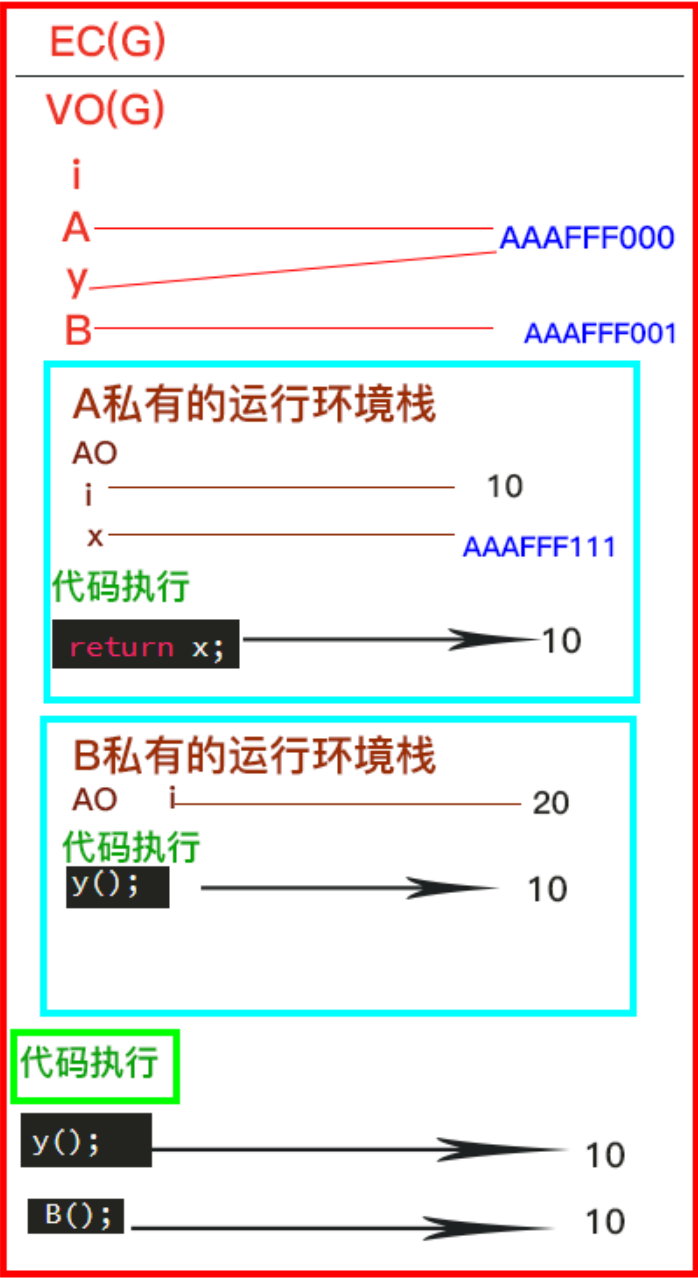 EC(G)
VO(G)
i
A AAAFFF000
y
B AAAFFF001
A私有的运行环境栈
AO
i 10
x AAAFFF111
代码执行
return x; 10
B私有的运行环境栈
AO i 20
代码执行
y(); 10
代码执行
y(); 10
B(); 10